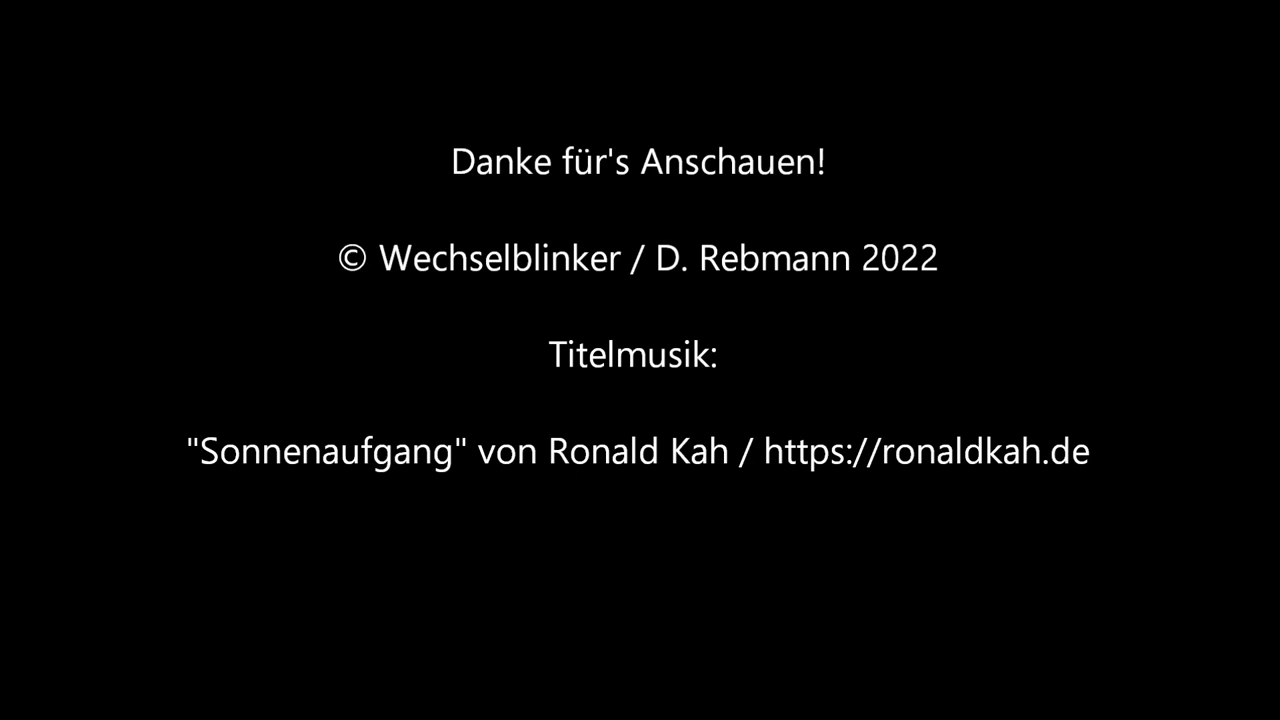 Danke für's Anschauen!
© Wechselblinker / D. Rebmann 2022
Titelmusik:
"Sonnenaufgang" von Ronald Kah / https://ronaldkah.de